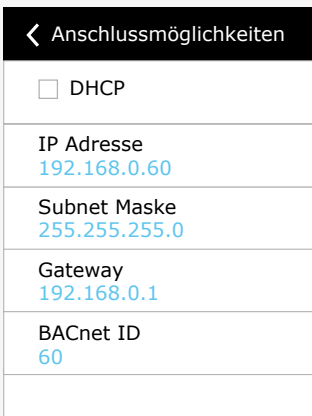 Anschlussmöglichkeiten
DHCP
IP Adresse
192.168.0.60
Subnet Maske
255.255.255.0
Gateway
192.168.0.1
BACnet ID
60